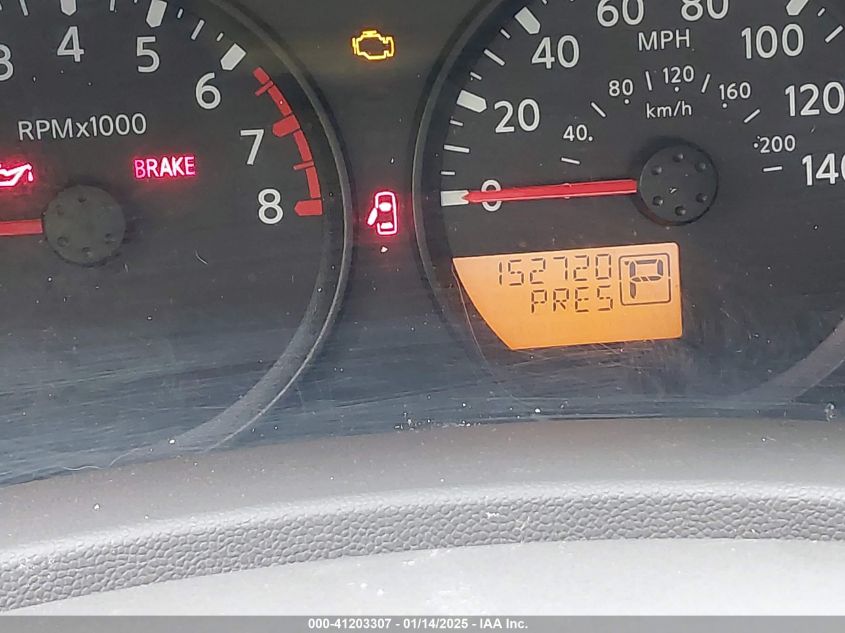 3 4 5 6 7 8
RPMx1000
BRAKE
0 20 40 60 80 100 120 140
MPH
40 80 120 160 200
km/h
152720 P
PRES
000-41203307 - 01/14/2025 - IAA Inc.